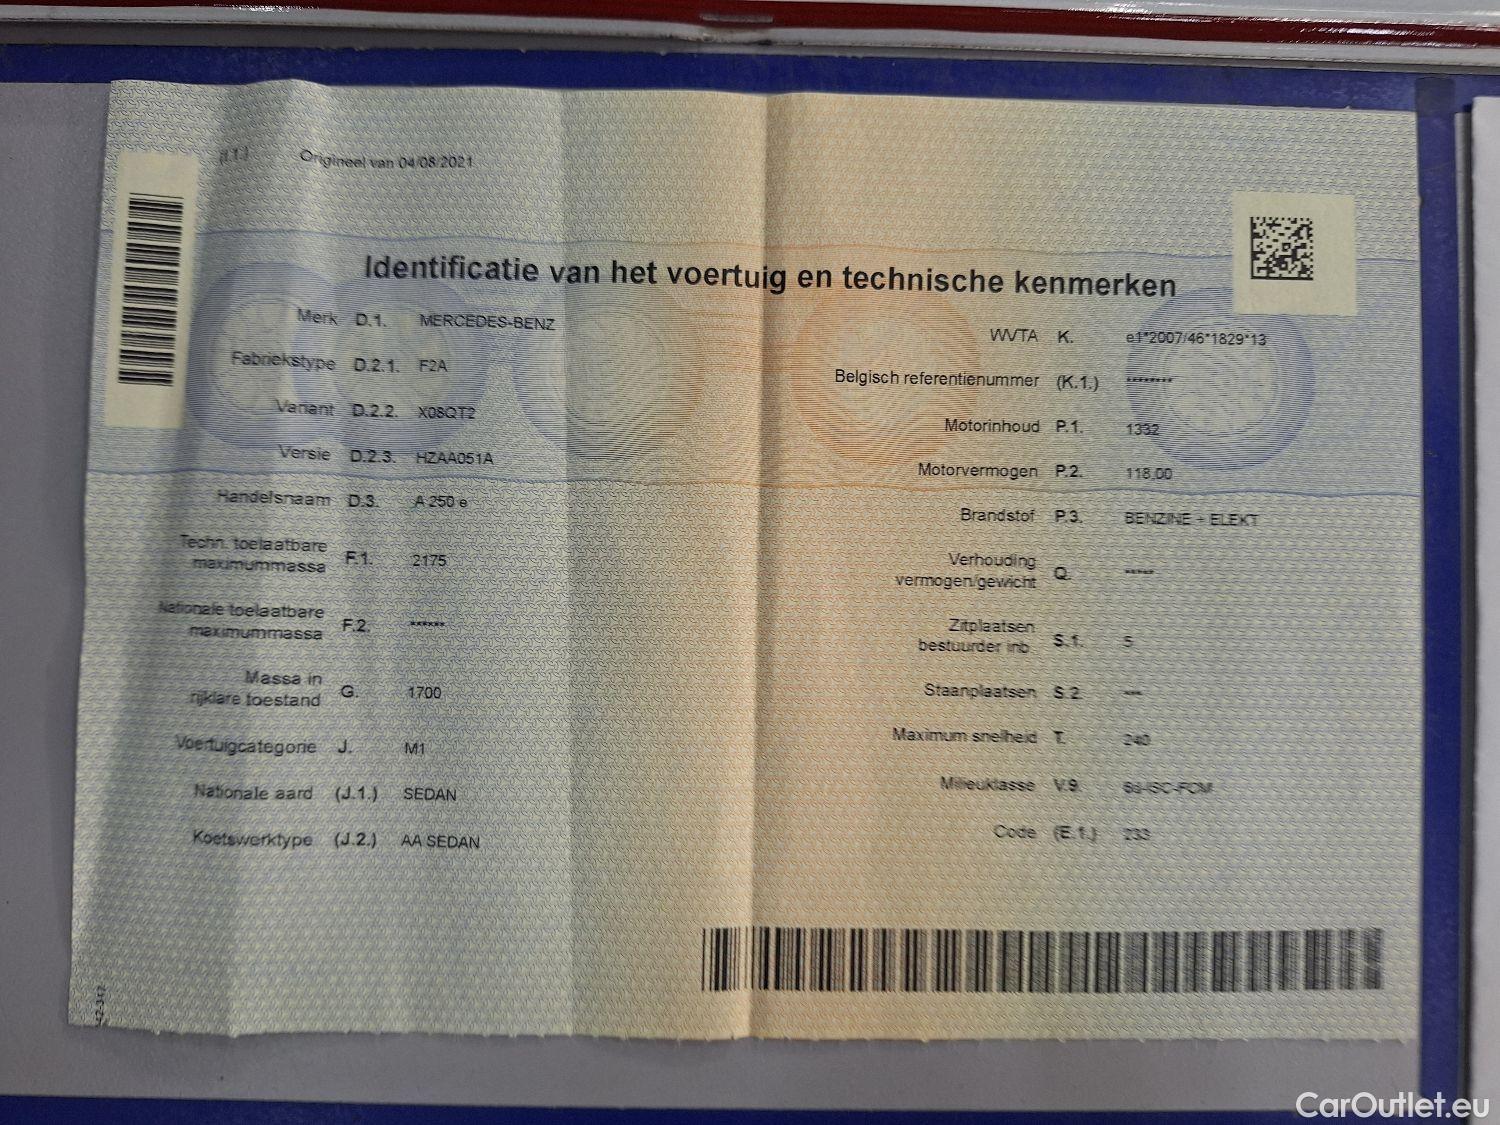 (I.1.) Origineel van 04/08/2021
Identificatie van het voertuig en technische kenmerken
Merk D.1. MERCEDES-BENZ
Fabriekstype D.2.1. F2A
Variant D.2.2. X08QT2
Versie D.2.3. HZAA051A
Handelsnaam D.3. A 250 e
Techn. toelaatbare
maximummassa F.1. 2175
Nationale toelaatbare
maximummassa F.2. ******
Massa in
rijklare toestand G. 1700
Voertuigcategorie J. M1
Nationale aard (J.1.) SEDAN
Koetswerktype (J.2.) AA SEDAN
WVTA K. e1*2007/46*1829*13
Belgisch referentienummer (K.1.) ********
Motorinhoud P.1. 1332
Motorvermogen P.2. 118,00
Brandstof P.3. BENZINE + ELEKT
Verhouding
vermogen/gewicht Q. *****
Zitplaatsen
bestuurder inb. S.1. 5
Staanplaatsen S.2. ***
Maximum snelheid T. 240
Milieuklasse V.9.
Code (E.1.) 233
CarOutlet.eu